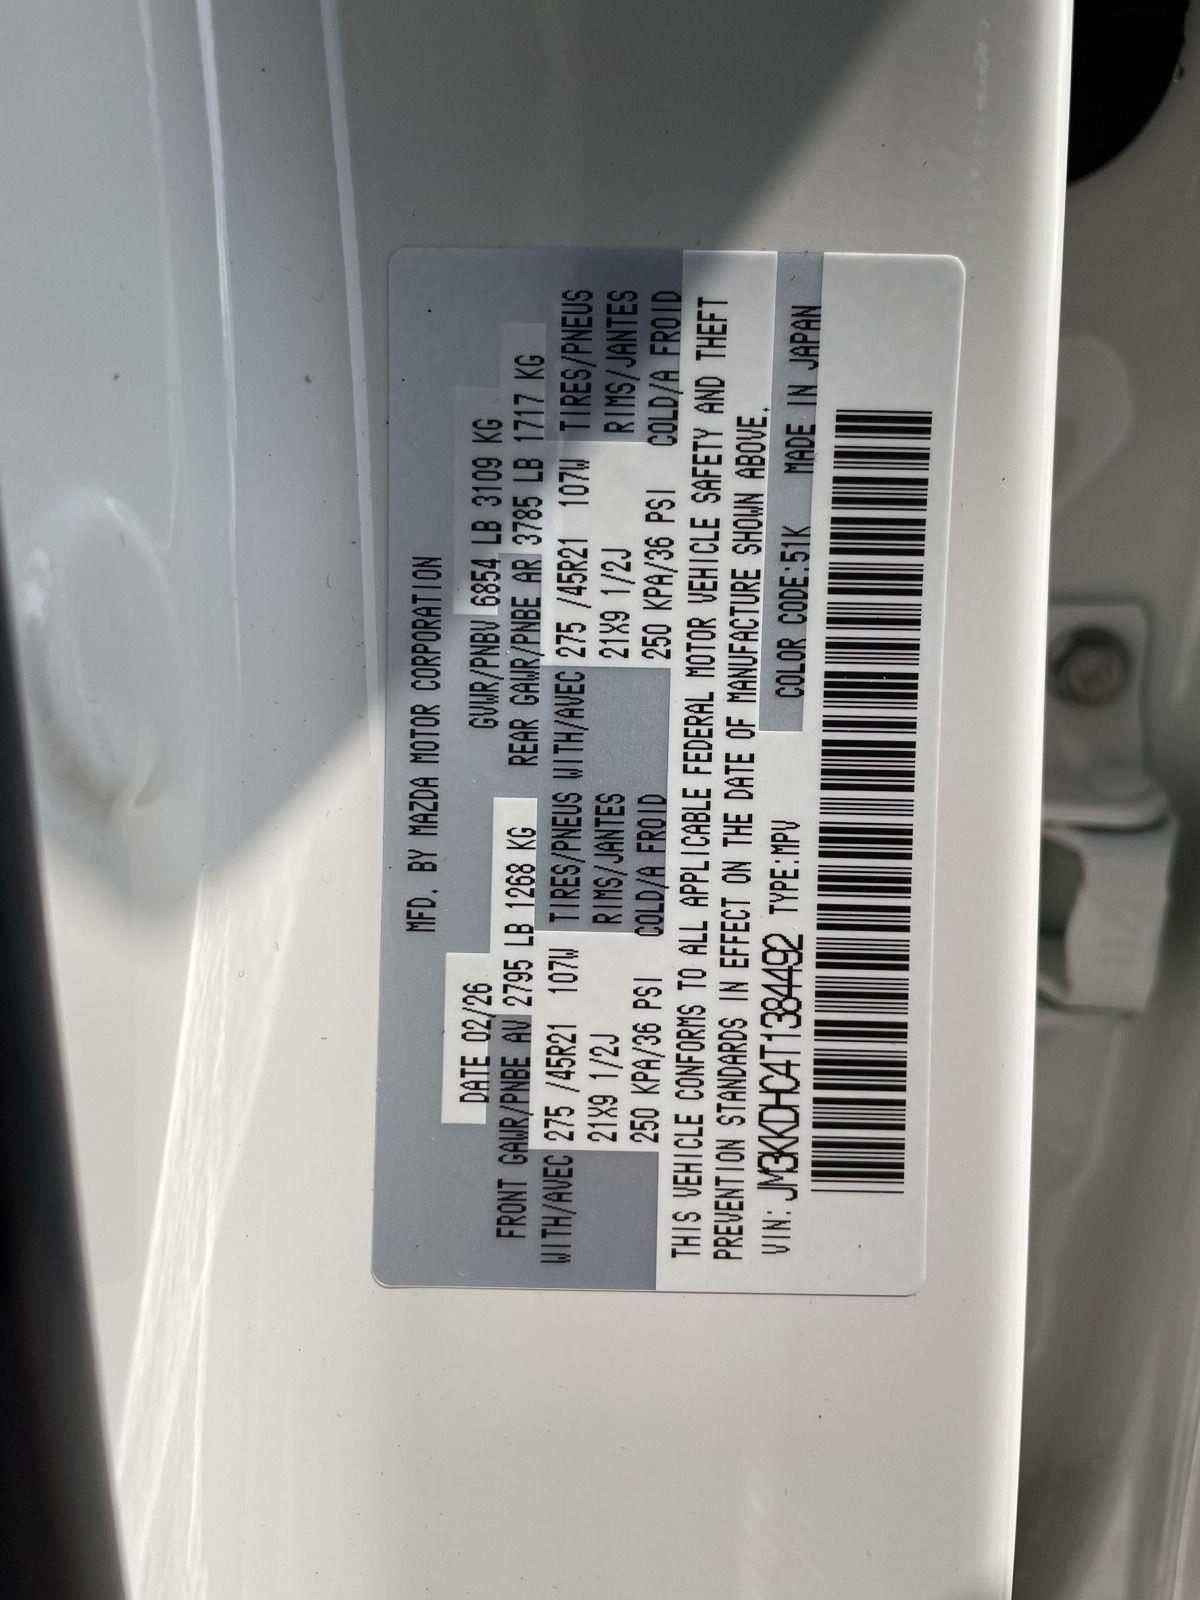 MFD. BY MAZDA MOTOR CORPORATION
DATE 02/26 GVWR/PNBV 6854 LB 3109 KG
FRONT GAWR/PNBE AV 2795 LB 1268 KG REAR GAWR/PNBE AR 3785 LB 1717 KG
WITH/AVEC 275 /45R21 107W TIRES/PNEUS WITH/AVEC 275 /45R21 107W TIRES/PNEUS
21X9 1/2J RIMS/JANTES 21X9 1/2J RIMS/JANTES
250 KPA/36 PSI COLD/A FROID 250 KPA/36 PSI COLD/A FROID
THIS VEHICLE CONFORMS TO ALL APPLICABLE FEDERAL MOTOR VEHICLE SAFETY AND THEFT
PREVENTION STANDARDS IN EFFECT ON THE DATE OF MANUFACTURE SHOWN ABOVE.
VIN: JM3KKDHC4T1384492 TYPE:MPV COLOR CODE:51K MADE IN JAPAN